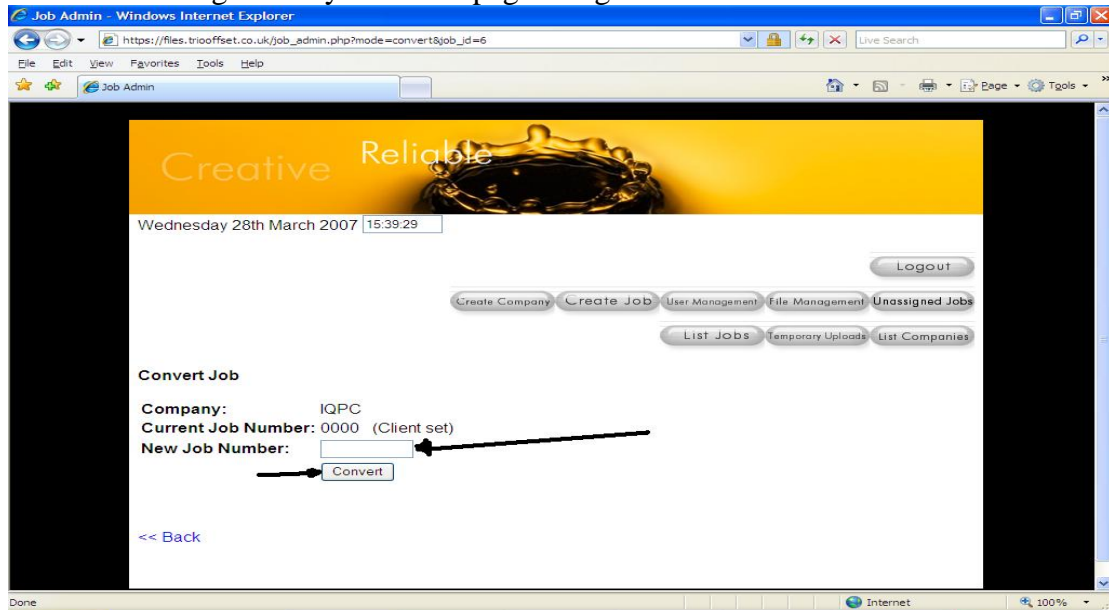 Job Admin - Windows Internet Explorer
https://files.triooffset.co.uk/job_admin.php?mode=convert&job_id=6
Live Search
File Edit View Favorites Tools Help
Job Admin
Page Tools
Creative Reliable
Wednesday 28th March 2007 15:39:29
Logout
Create Company Create Job User Management File Management Unassigned Jobs
List Jobs Temporary Uploads List Companies
Convert Job
Company: IQPC
Current Job Number: 0000 (Client set)
New Job Number:
Convert
<< Back
Done Internet 100%